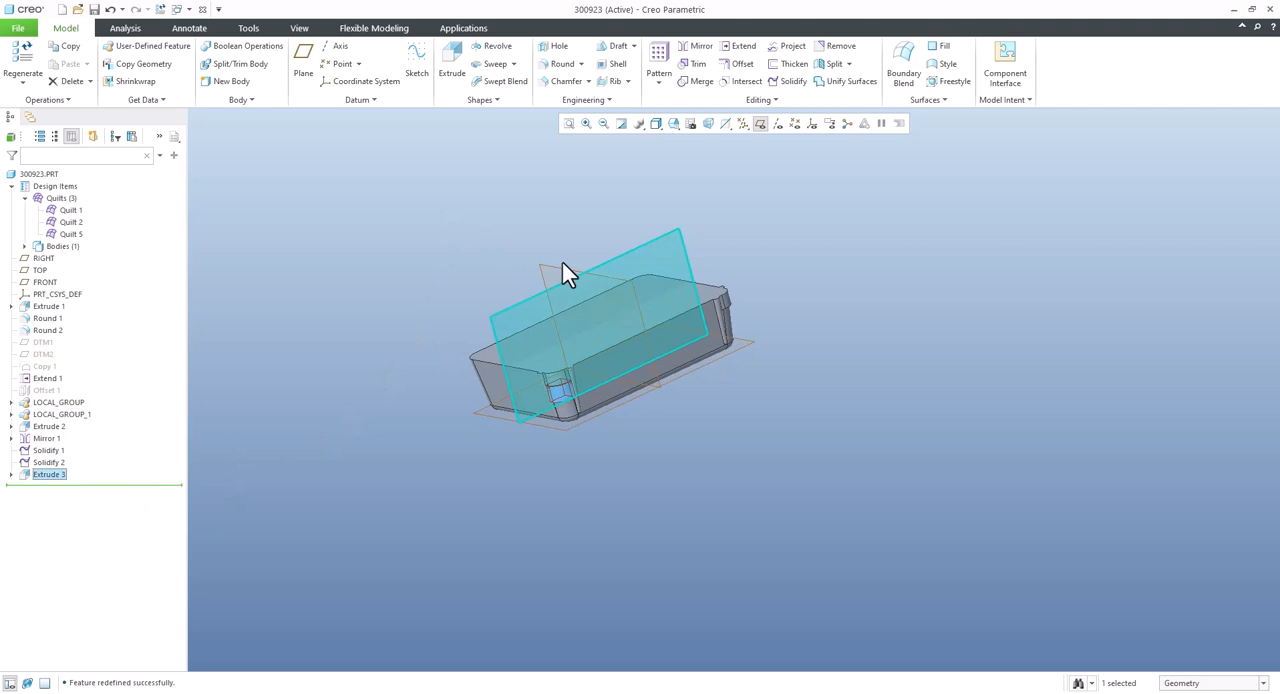 creo
300923 (Active) - Creo Parametric
File
Model
Analysis
Annotate
Tools
View
Flexible Modeling
Applications
Regenerate
Copy
Paste
Delete
Operations
User-Defined Feature
Copy Geometry
Shrinkwrap
Get Data
Boolean Operations
Split/Trim Body
New Body
Body
Plane
Axis
Point
Coordinate System
Sketch
Datum
Extrude
Revolve
Sweep
Swept Blend
Shapes
Hole
Round
Chamfer
Draft
Shell
Rib
Engineering
Pattern
Mirror
Trim
Merge
Extend
Offset
Intersect
Project
Thicken
Solidify
Remove
Split
Unify Surfaces
Editing
Boundary
Blend
Fill
Style
Freestyle
Surfaces
Component
Interface
Model Intent
300923.PRT
Design Items
Quilts (3)
Quilt 1
Quilt 2
Quilt 5
Bodies (1)
RIGHT
TOP
FRONT
PRT_CSYS_DEF
Extrude 1
Round 1
Round 2
DTM1
DTM2
Copy 1
Extend 1
Offset 1
LOCAL_GROUP
LOCAL_GROUP_1
Extrude 2
Mirror 1
Solidify 1
Solidify 2
Extrude 3
• Feature redefined successfully.
1 selected
Geometry